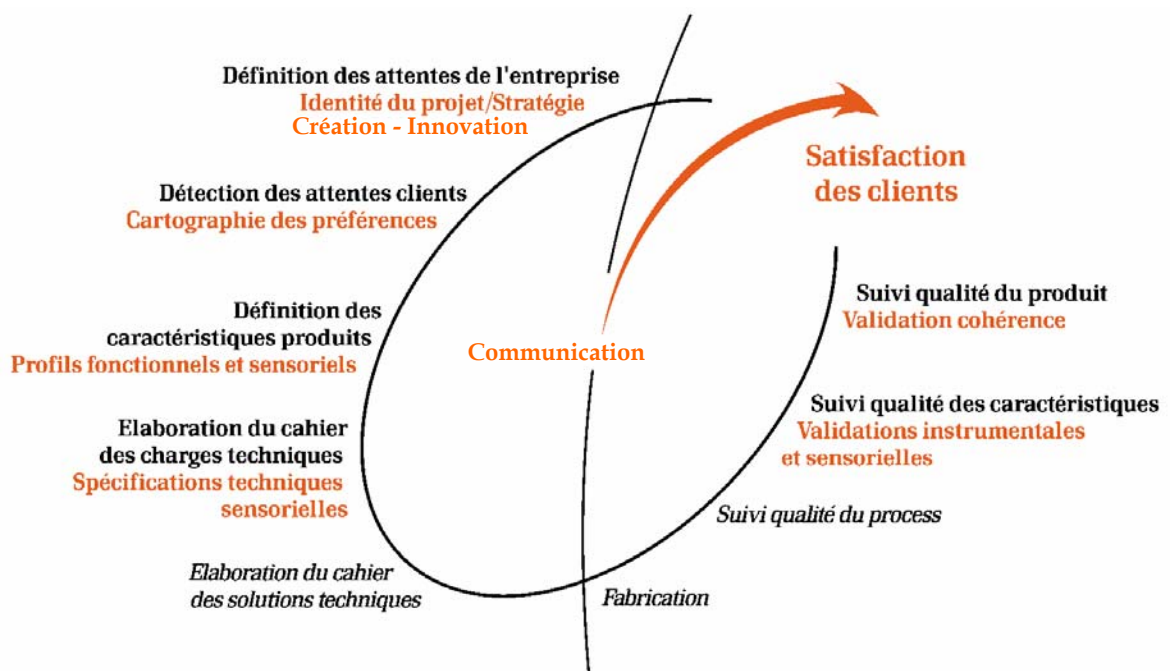 Définition des attentes de l'entreprise
Identité du projet/Stratégie
Création - Innovation
Détection des attentes clients
Cartographie des préférences
Définition des
caractéristiques produits
Profils fonctionnels et sensoriels
Elaboration du cahier
des charges techniques
Spécifications techniques
sensorielles
Elaboration du cahier
des solutions techniques
Fabrication
Suivi qualité du process
Suivi qualité des caractéristiques
Validations instrumentales
et sensorielles
Suivi qualité du produit
Validation cohérence
Satisfaction
des clients
Communication